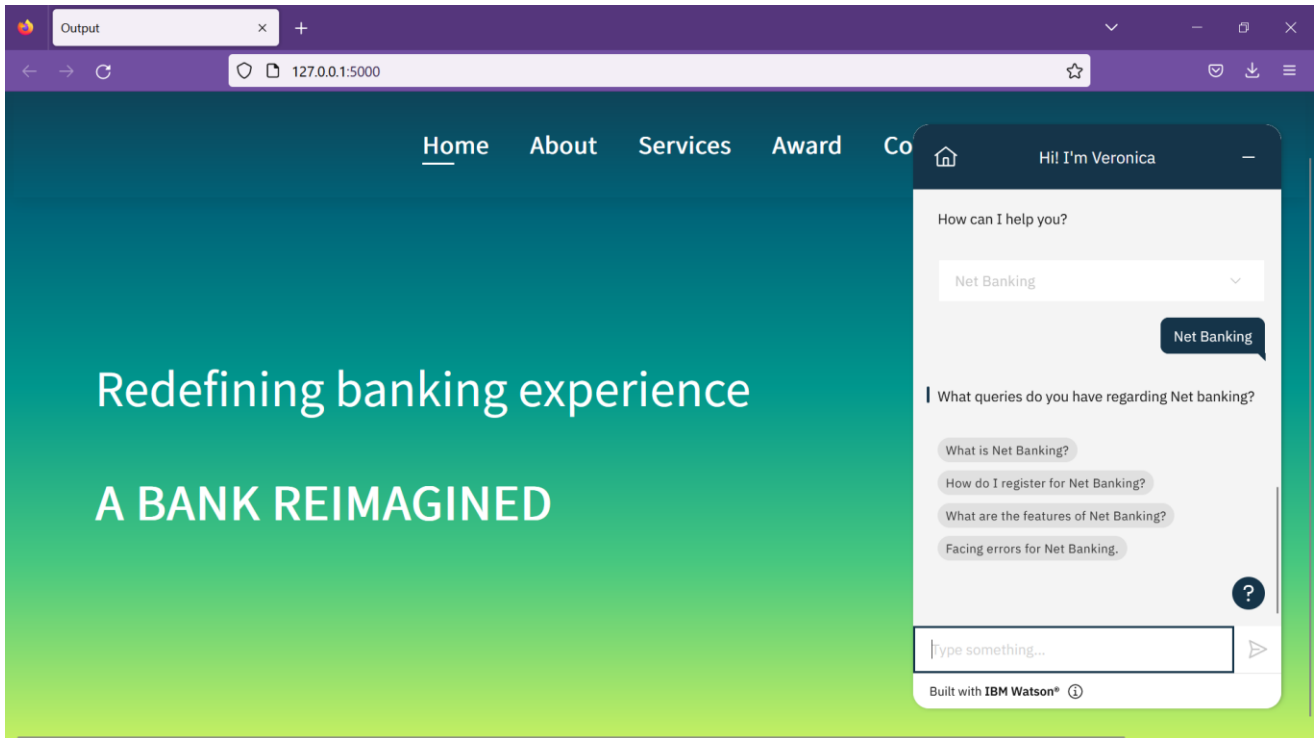 Output
127.0.0.1:5000
Home About Services Award Co
Hi! I'm Veronica
How can I help you?
Net Banking
Net Banking
What queries do you have regarding Net banking?
What is Net Banking?
How do I register for Net Banking?
What are the features of Net Banking?
Facing errors for Net Banking.
?
Type something...
Built with IBM Watson®
Redefining banking experience
A BANK REIMAGINED